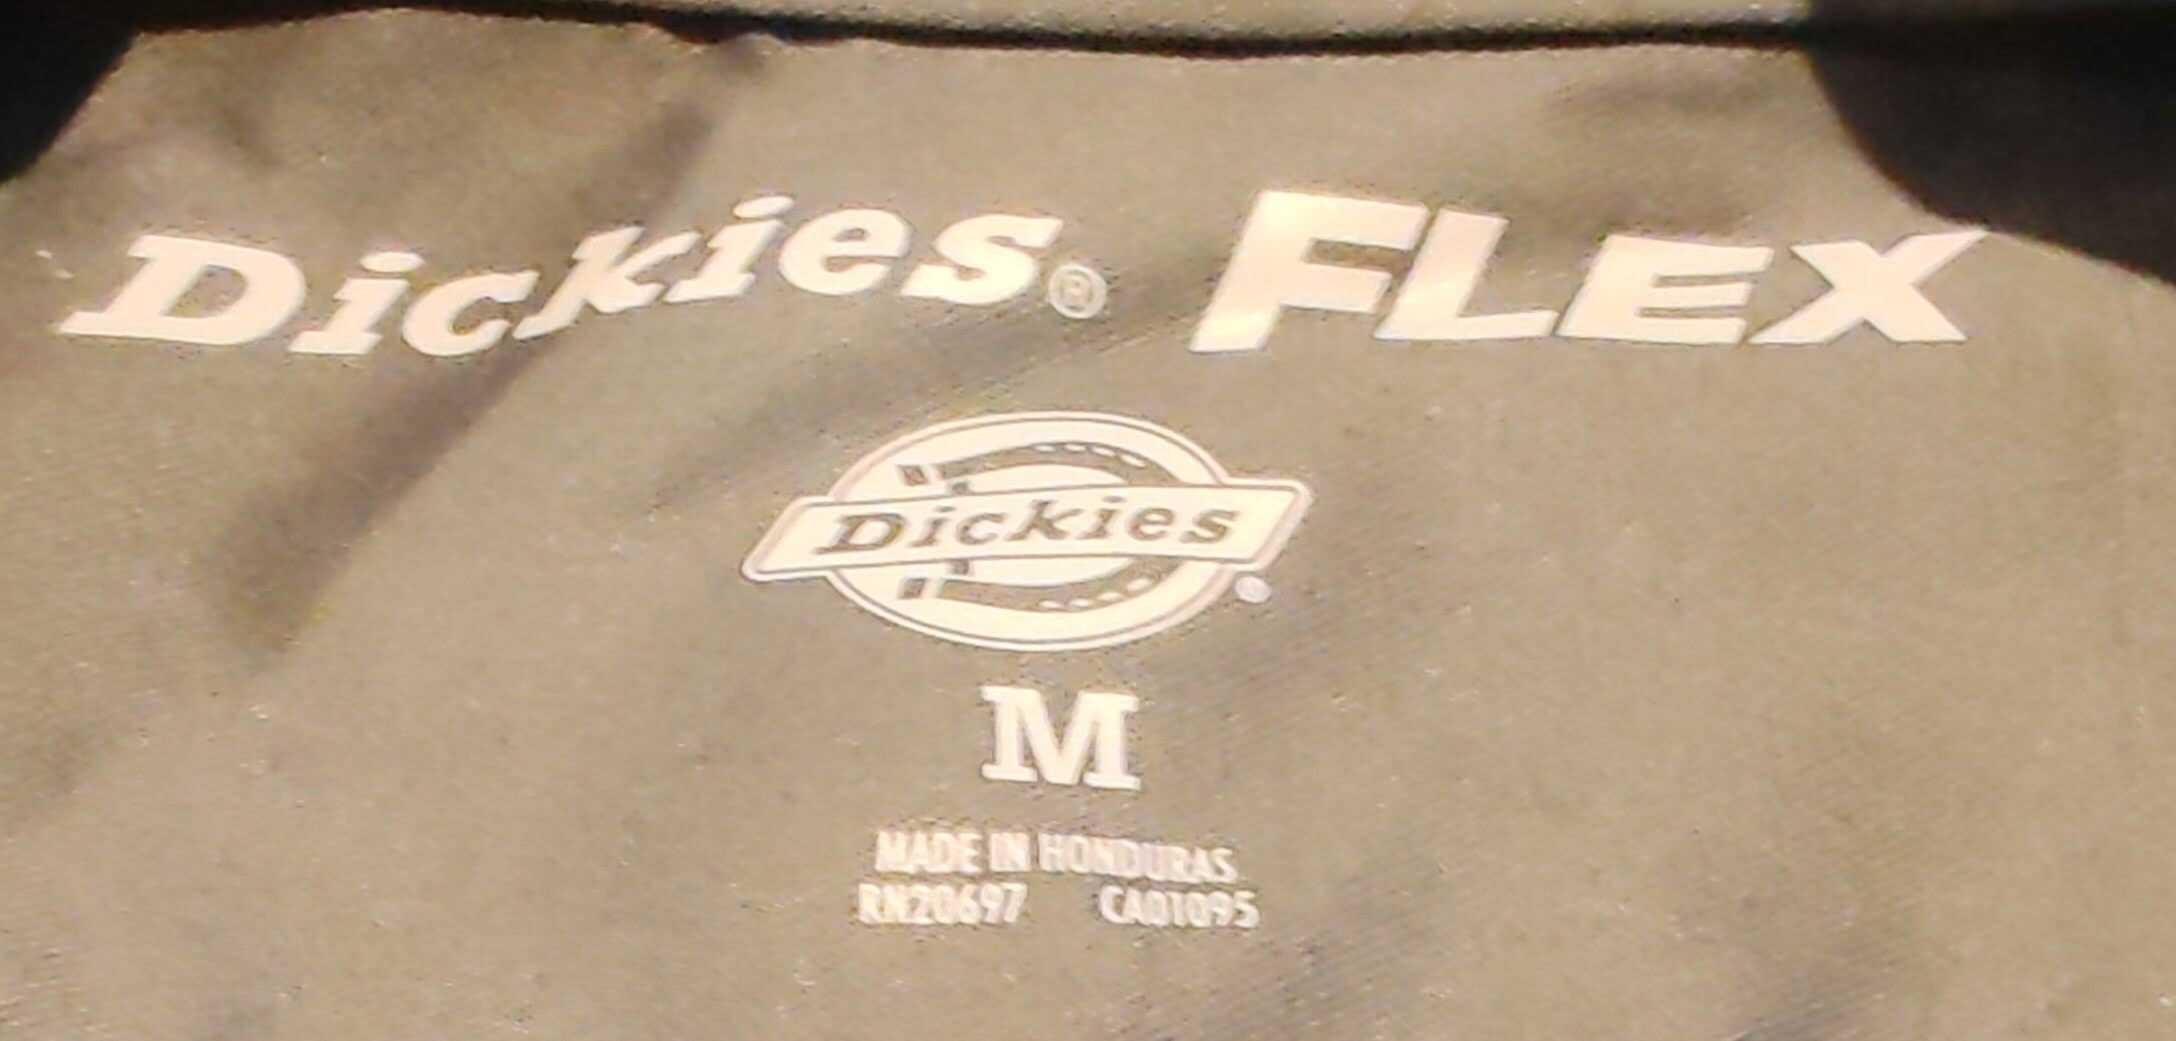 Dickies® FLEX
Dickies
M
MADE IN HONDURAS
RN20697 CA01095